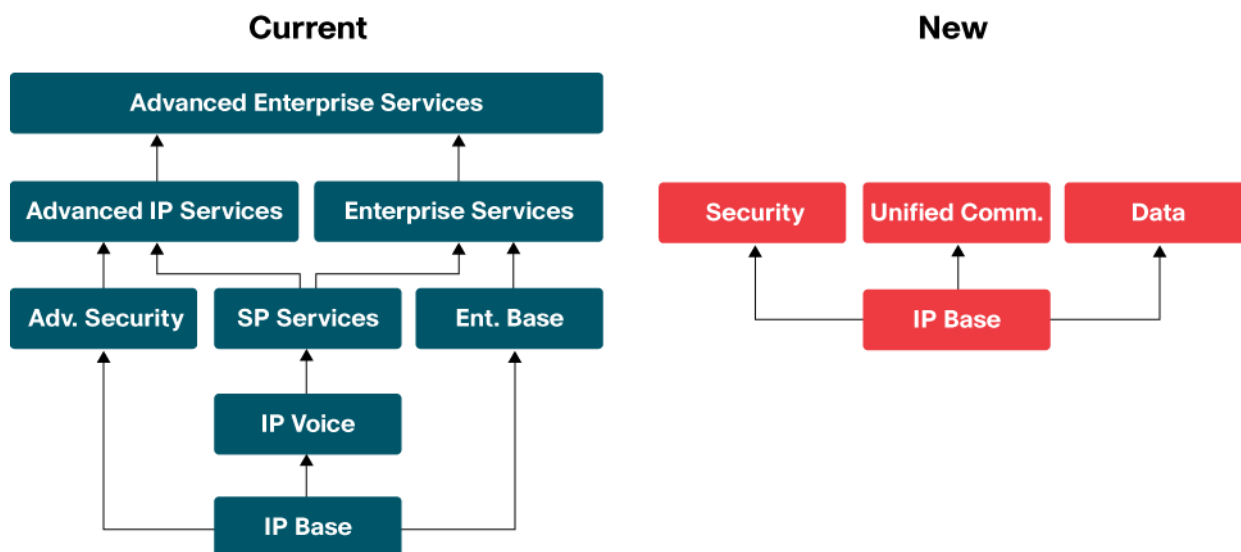 Current
Advanced Enterprise Services
Advanced IP Services
Enterprise Services
Adv. Security
SP Services
Ent. Base
IP Voice
IP Base
New
Security
Unified Comm.
Data
IP Base